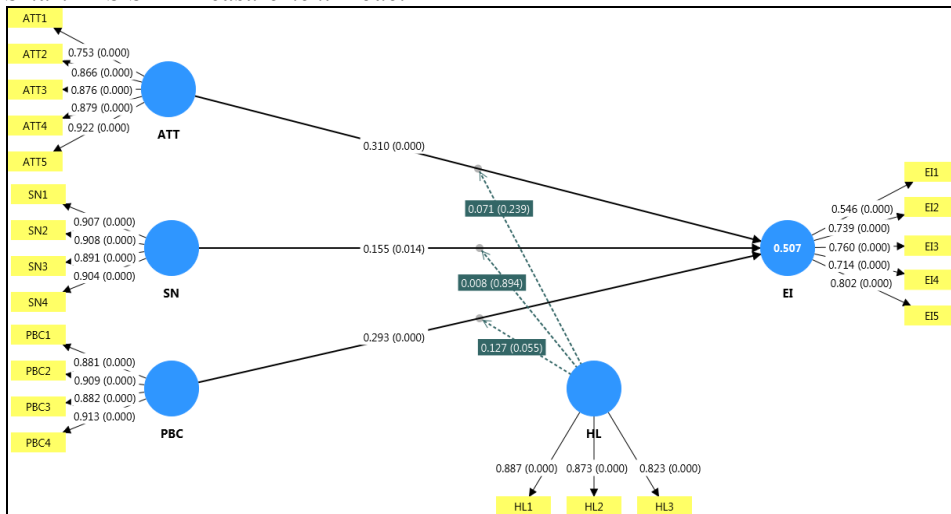 ATT1
ATT2
ATT3
ATT4
ATT5
0.753 (0.000)
0.866 (0.000)
0.876 (0.000)
0.879 (0.000)
0.922 (0.000)
ATT
SN1
SN2
SN3
SN4
0.907 (0.000)
0.908 (0.000)
0.891 (0.000)
0.904 (0.000)
SN
PBC1
PBC2
PBC3
PBC4
0.881 (0.000)
0.909 (0.000)
0.882 (0.000)
0.913 (0.000)
PBC
0.310 (0.000)
0.155 (0.014)
0.293 (0.000)
0.071 (0.239)
0.008 (0.894)
0.127 (0.055)
0.507
EI
0.546 (0.000)
0.739 (0.000)
0.760 (0.000)
0.714 (0.000)
0.802 (0.000)
EI1
EI2
EI3
EI4
EI5
HL
0.887 (0.000)
0.873 (0.000)
0.823 (0.000)
HL1
HL2
HL3